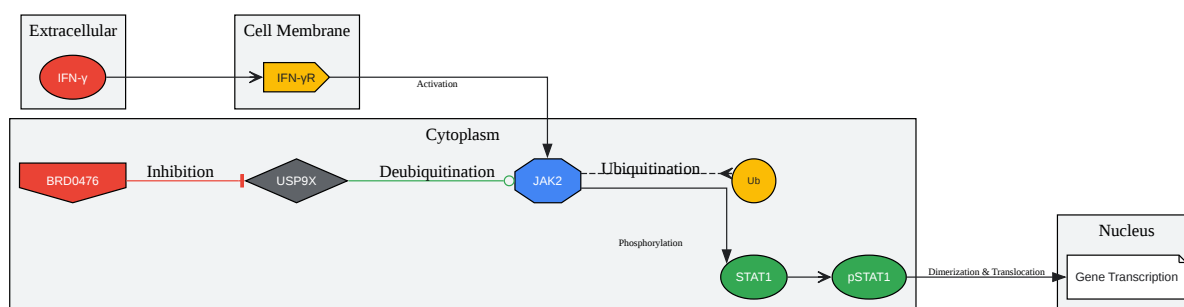 Extracellular
Cell Membrane
IFN-γ
IFN-γR
Activation
Cytoplasm
BRD0476
Inhibition
USP9X
Deubiquitination
JAK2
Ubiquitination
Ub
Phosphorylation
STAT1
pSTAT1
Dimerization & Translocation
Nucleus
Gene Transcription